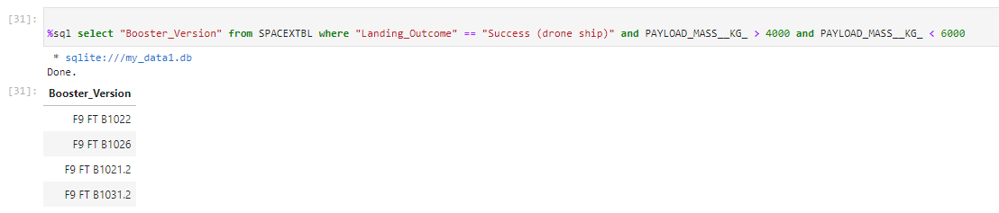 [31]:
%sql select "Booster_Version" from SPACEXTBL where "Landing_Outcome" == "Success (drone ship)" and PAYLOAD_MASS__KG_ > 4000 and PAYLOAD_MASS__KG_ < 6000
* sqlite:///my_data1.db
Done.
[31]:
Booster_Version
F9 FT B1022
F9 FT B1026
F9 FT B1021.2
F9 FT B1031.2